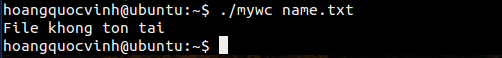 hoangquocvinh@ubuntu:~$ ./mywc name.txt
File khong ton tai
hoangquocvinh@ubuntu:~$